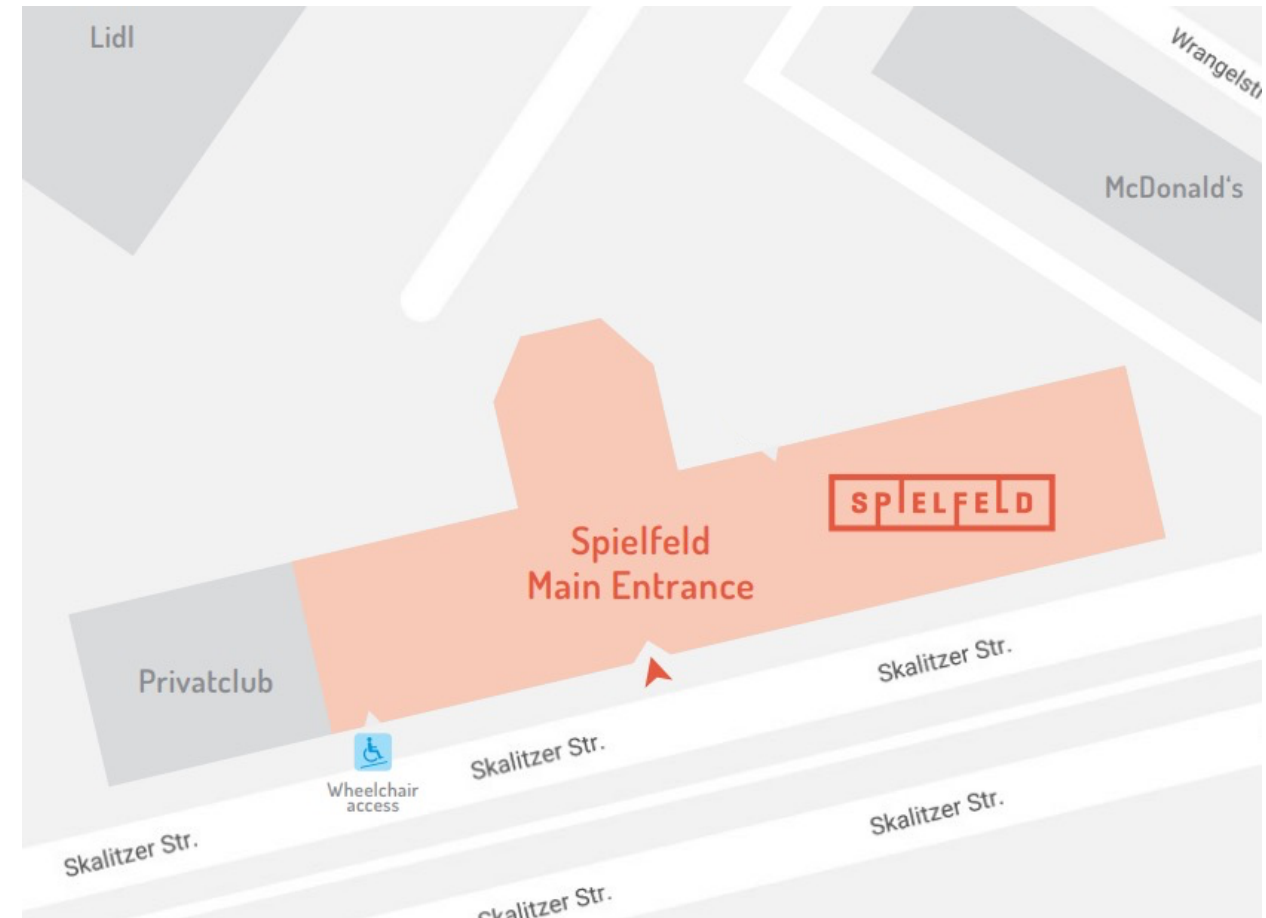 Lidl
Wrangelstr
McDonald‘s
SPIELFELD
Spielfeld
Main Entrance
Privatclub
Skalitzer Str.
Skalitzer Str.
Wheelchair
access
Skalitzer Str.
Skalitzer Str.
Skalitzer Str.